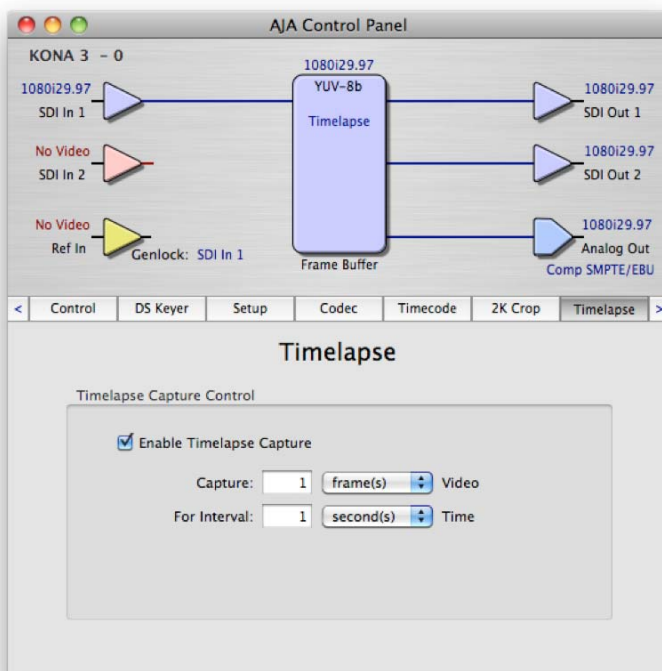 AJA Control Panel
KONA 3 - 0
1080i29.97
1080i29.97
SDI In 1
YUV-8b
Timelapse
1080i29.97
SDI Out 1
No Video
SDI In 2
1080i29.97
SDI Out 2
No Video
Ref In
Genlock: SDI In 1
Frame Buffer
1080i29.97
Analog Out
Comp SMPTE/EBU
< Control DS Keyer Setup Codec Timecode 2K Crop Timelapse >
Timelapse
Timelapse Capture Control
Enable Timelapse Capture
Capture: 1 frame(s) Video
For Interval: 1 second(s) Time